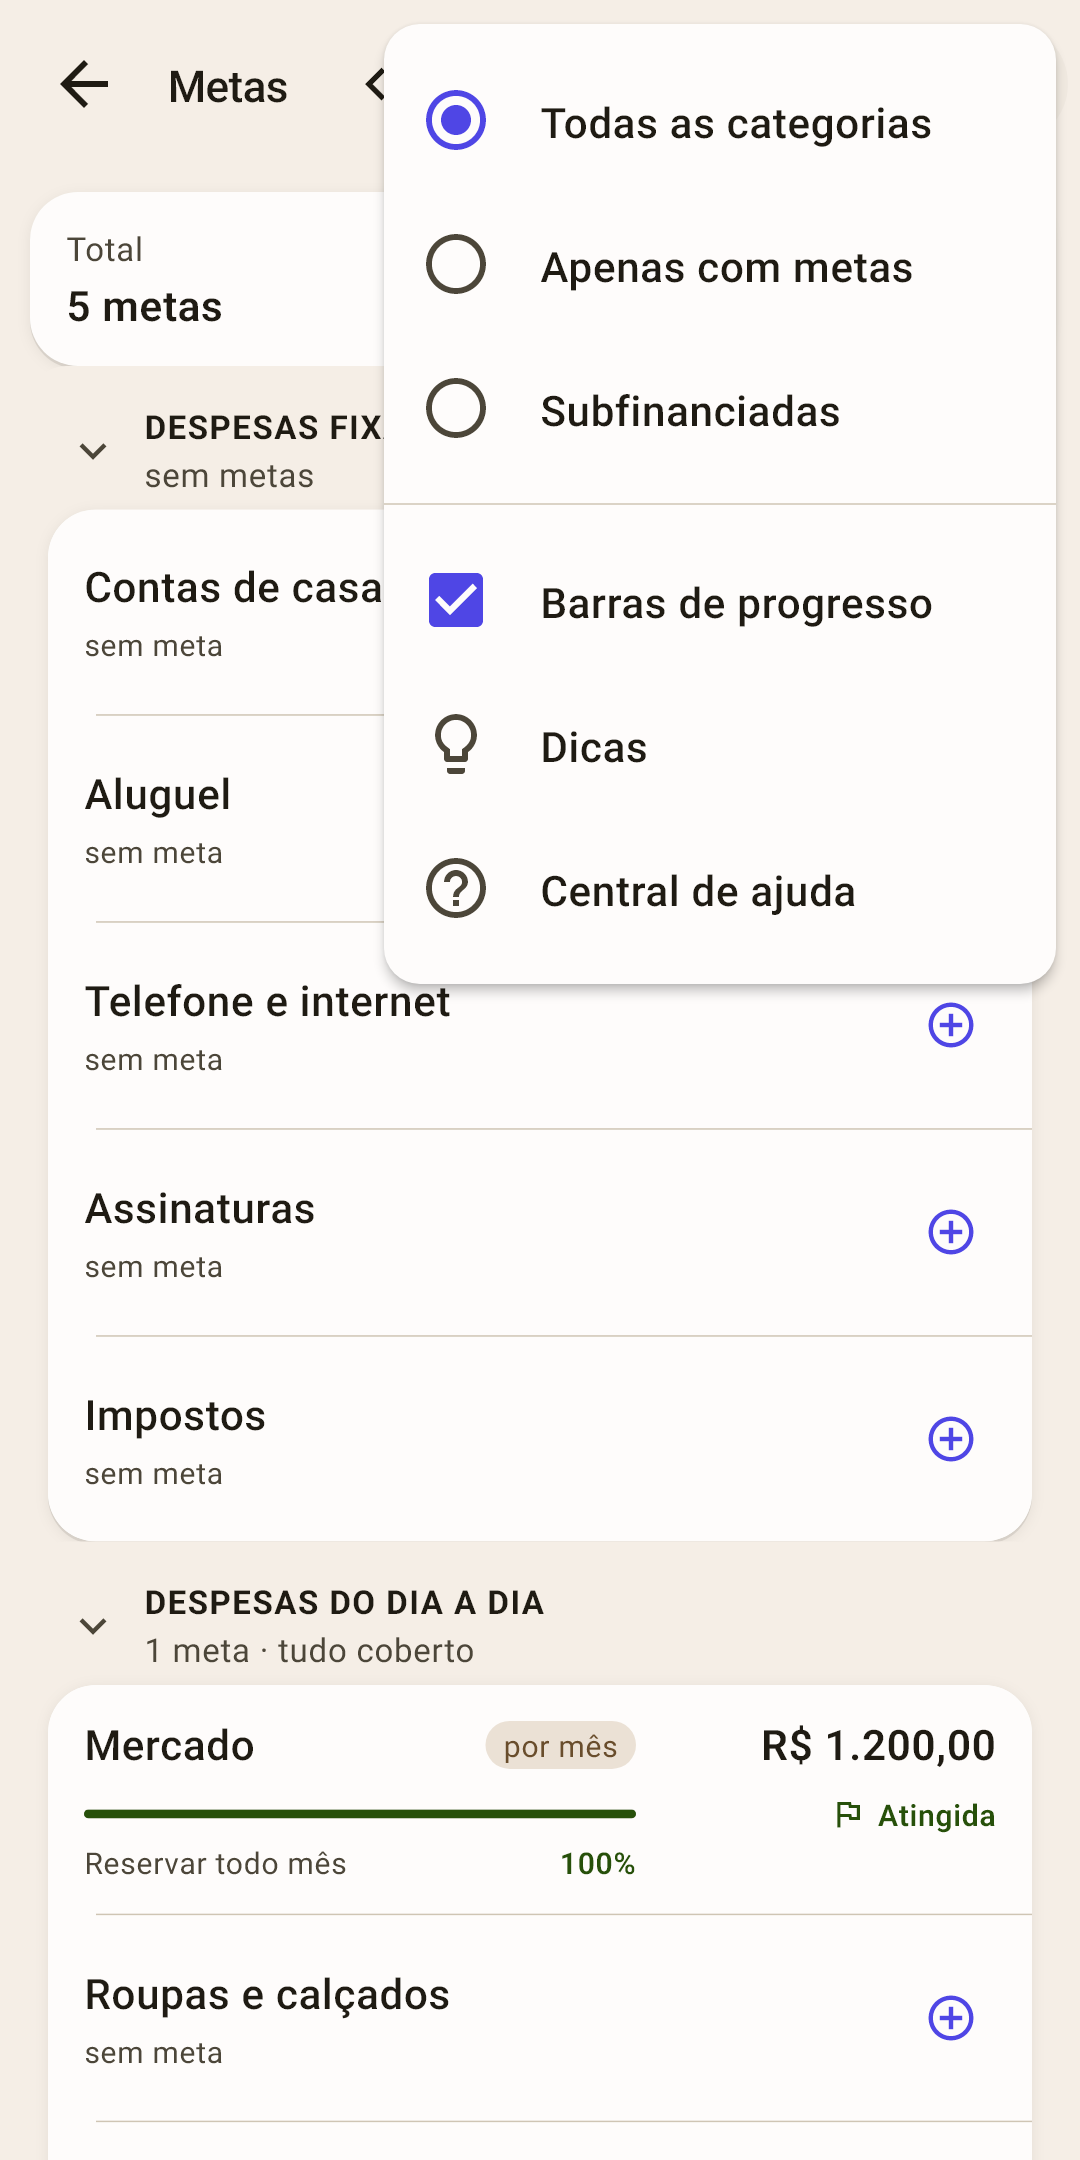 Metas
Todas as categorias
Apenas com metas
Subfinanciadas
Barras de progresso
Dicas
Central de ajuda
Total
5 metas
DESPESAS
sem metas
Contas de casa
sem meta
Aluguel
sem meta
Telefone e internet
sem meta
Assinaturas
sem meta
Impostos
sem meta
DESPESAS DO DIA A DIA
1 meta · tudo coberto
Mercado
por mês
R$ 1.200,00
Atingida
Reservar todo mês
100%
Roupas e calçados
sem meta